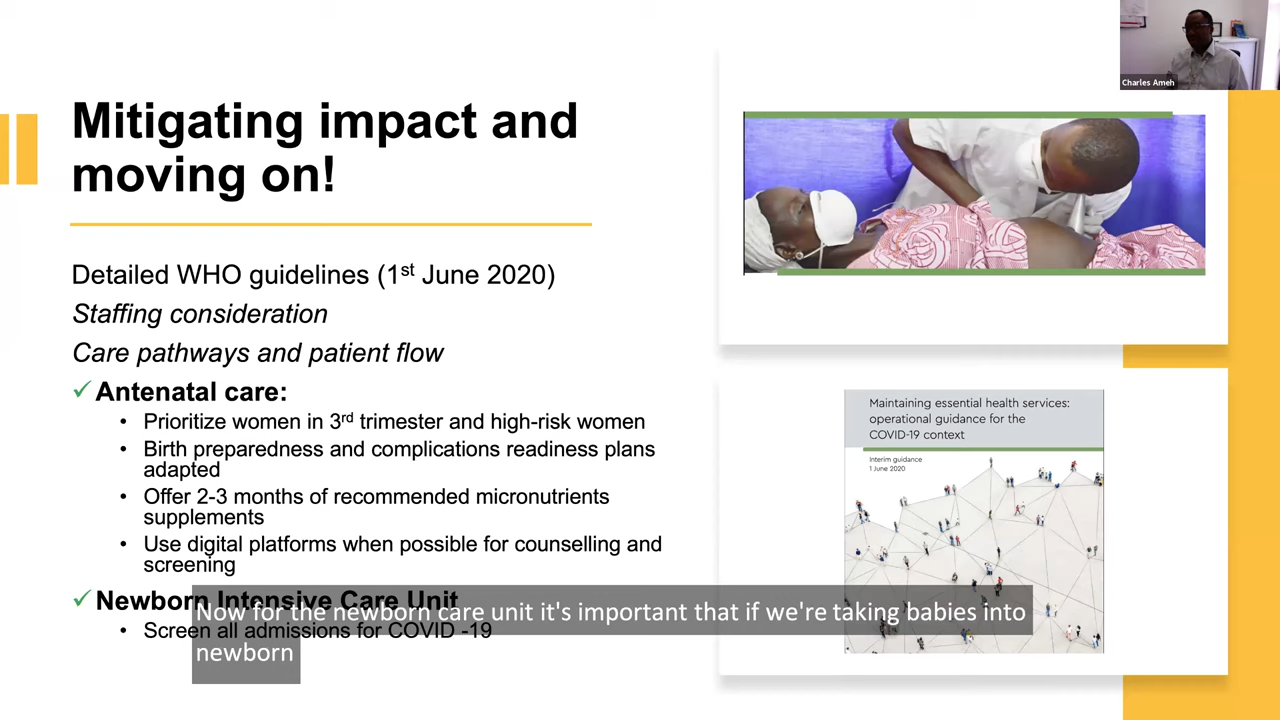 Mitigating impact and
moving on!
Detailed WHO guidelines (1st June 2020)
Staffing consideration
Care pathways and patient flow
✓ Antenatal care:
• Prioritize women in 3rd trimester and high-risk women
• Birth preparedness and complications readiness plans
adapted
• Offer 2-3 months of recommended micronutrients
supplements
• Use digital platforms when possible for counselling and
screening
✓ Newborn Intensive Care Unit
• Screen all admissions for COVID -19
Now for the newborn care unit it's important that if we're taking babies into
newborn
Charles Ameh
Maintaining essential health services:
operational guidance for the
COVID-19 context
Interim guidance
1 June 2020